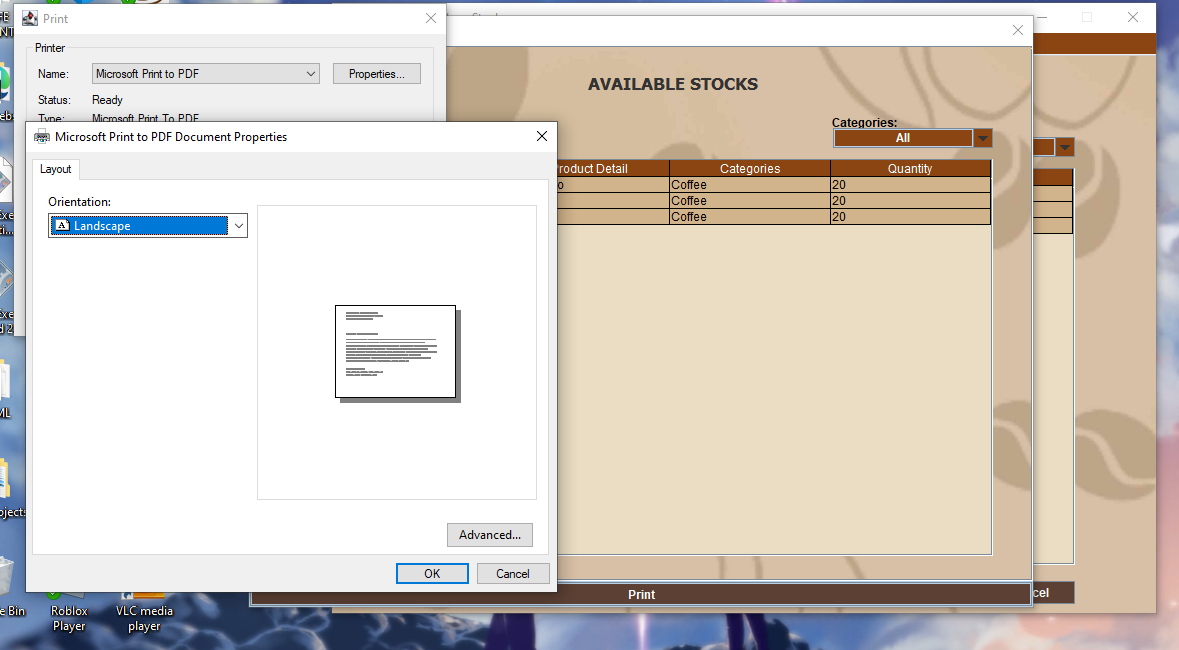 Print
Printer
Name:
Microsoft Print to PDF
Properties...
Status:
Ready
Type:
Microsoft Print To PDF
Microsoft Print to PDF Document Properties
Layout
Orientation:
Landscape
Advanced...
OK
Cancel
AVAILABLE STOCKS
Categories:
All
roduct Detail
Categories
Quantity
o
Coffee
20
Coffee
20
Coffee
20
Print
cel
ojects
e Bin
Roblox
Player
VLC media
player